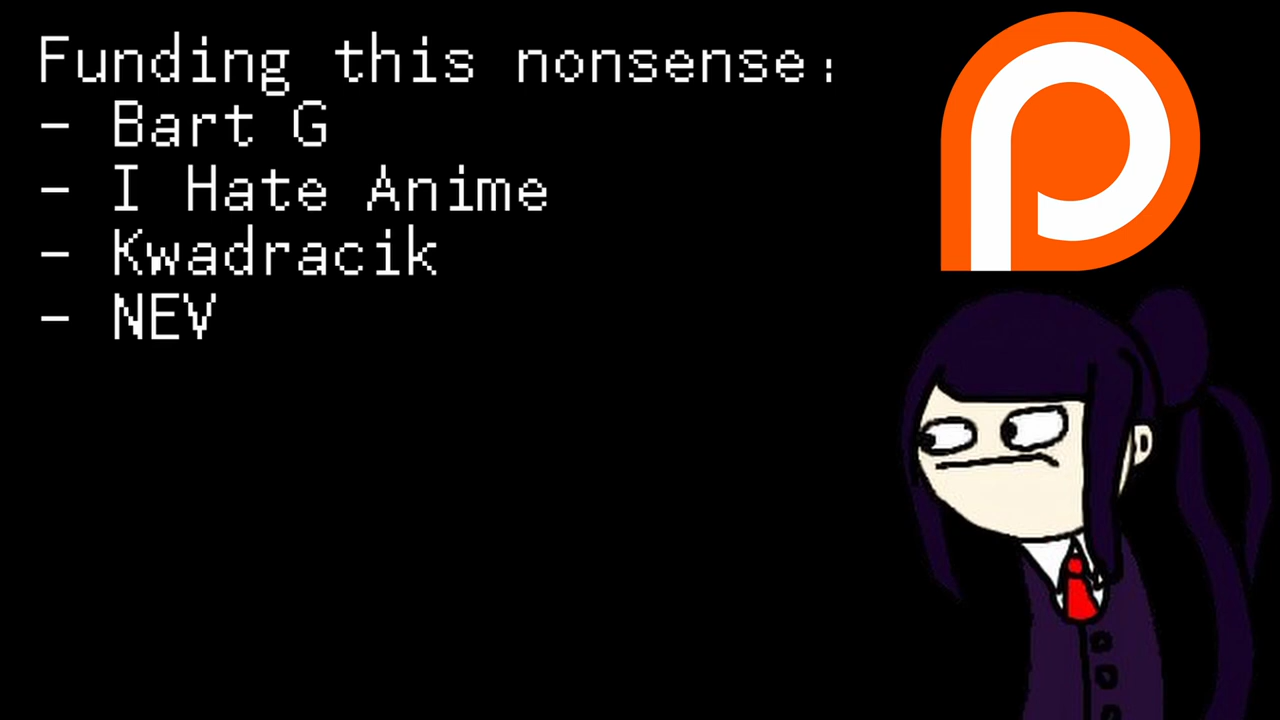 Funding this nonsense:
- Bart G
- I Hate Anime
- Kwadracik
- NEV